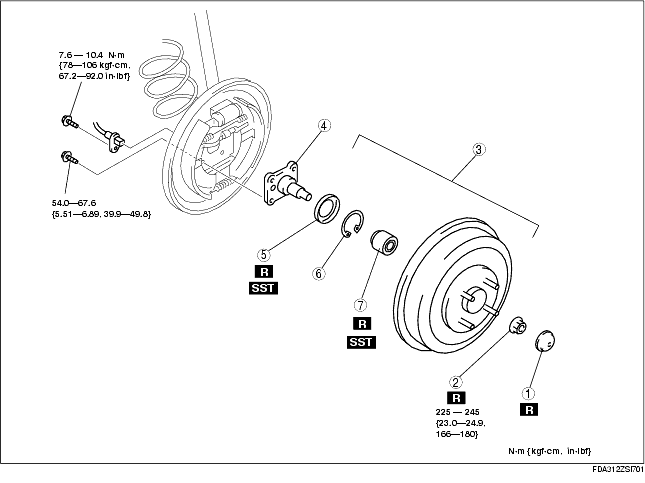 7.6 — 10.4 N·m
{78—106 kgf·cm,
67.2—92.0 in·lbf}
4
3
54.0—67.6
{5.51—6.89, 39.9—49.8}
5
R
SST
6
7
R
SST
2
R
225 — 245
{23.0—24.9,
166—180}
1
R
N·m {kgf·cm, in·lbf}
FDA312ZSI701